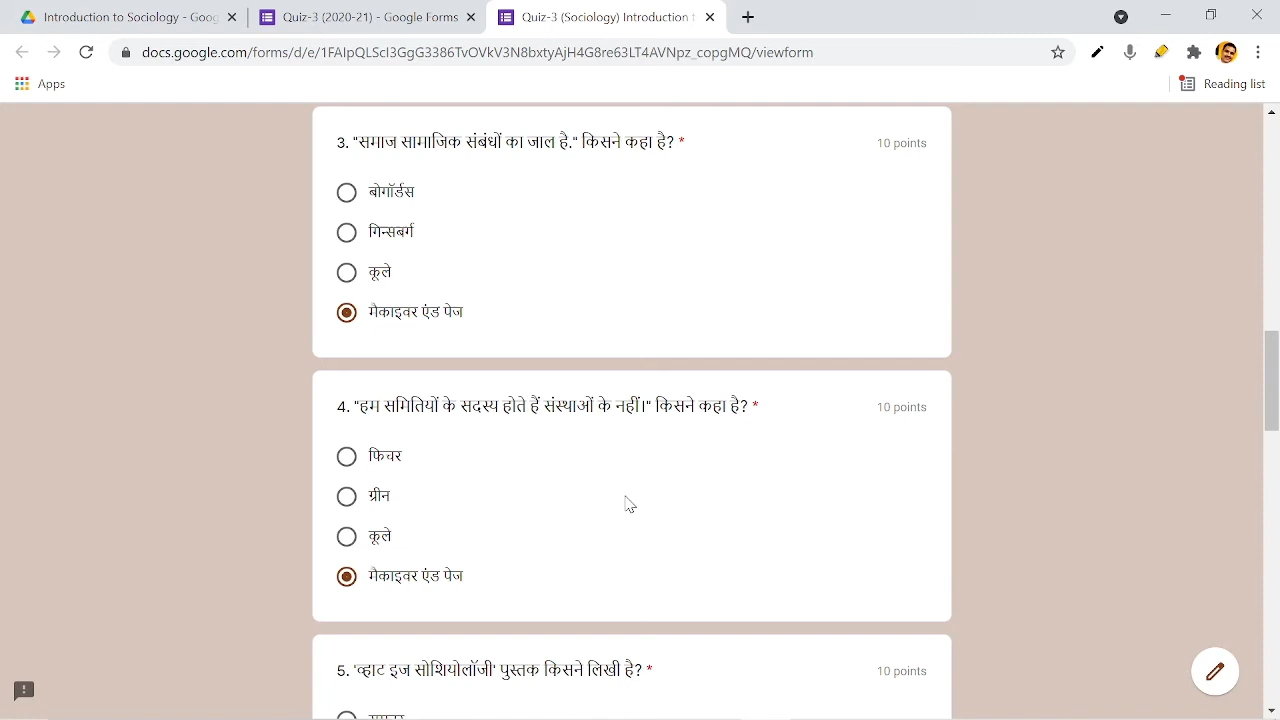 Introduction to Sociology - Goog
Quiz-3 (2020-21) - Google Forms
Quiz-3 (Sociology) Introduction t
docs.google.com/forms/d/e/1FAIpQLScI3GgG3386TvOVkV3N8bxtyAjH4G8re63LT4AVNpz_copgMQ/viewform
Apps
Reading list
3. "समाज सामाजिक संबंधों का जाल है." किसने कहा है? *
10 points
बोगॉर्डस
गिन्सबर्ग
कूले
मैकाइवर एंड पेज
4. "हम समितियों के सदस्य होते हैं संस्थाओं के नहीं।" किसने कहा है? *
10 points
फिचर
ग्रीन
कूले
मैकाइवर एंड पेज
5. 'व्हाट इज सोशियोलॉजी' पुस्तक किसने लिखी है? *
10 points